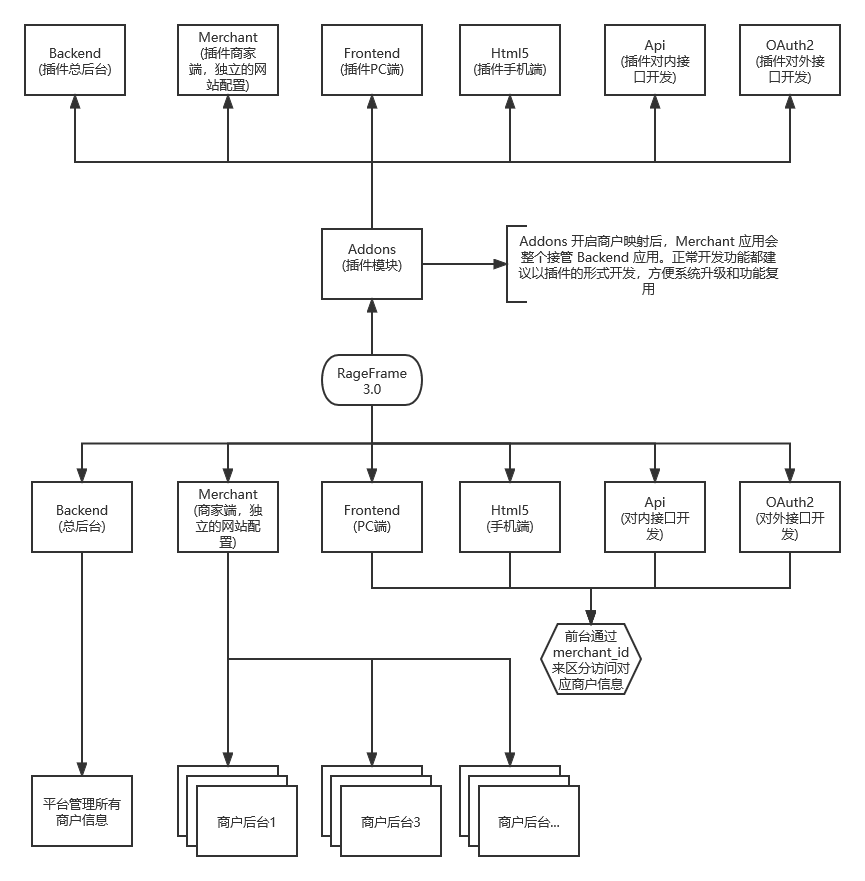 Backend
(插件总后台)
Merchant
(插件商家
端，独立的网
站配置)
Frontend
(插件PC端)
Html5
(插件手机端)
Api
(插件对内接
口开发)
OAuth2
(插件对外接
口开发)
Addons
(插件模块)
Addons 开启商户映射后，Merchant 应用会
整个接管 Backend 应用。正常开发功能都建
议以插件的形式开发，方便系统升级和功能复
用
RageFrame
3.0
Backend
(总后台)
Merchant
(商家端，独
立的网站配
置)
Frontend
(PC端)
Html5
(手机端)
Api
(对内接口开
发)
OAuth2
(对外接口开
发)
前台通过
merchant_id
来区分访问对
应商户信息
平台管理所有
商户信息
商户后台1
商户后台3
商户后台...